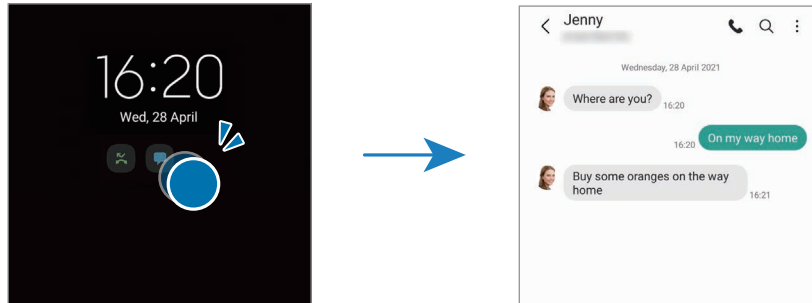 16:20
Wed, 28 April
Jenny
Wednesday, 28 April 2021
Where are you?
16:20
16:20
On my way home
Buy some oranges on the way
home
16:21